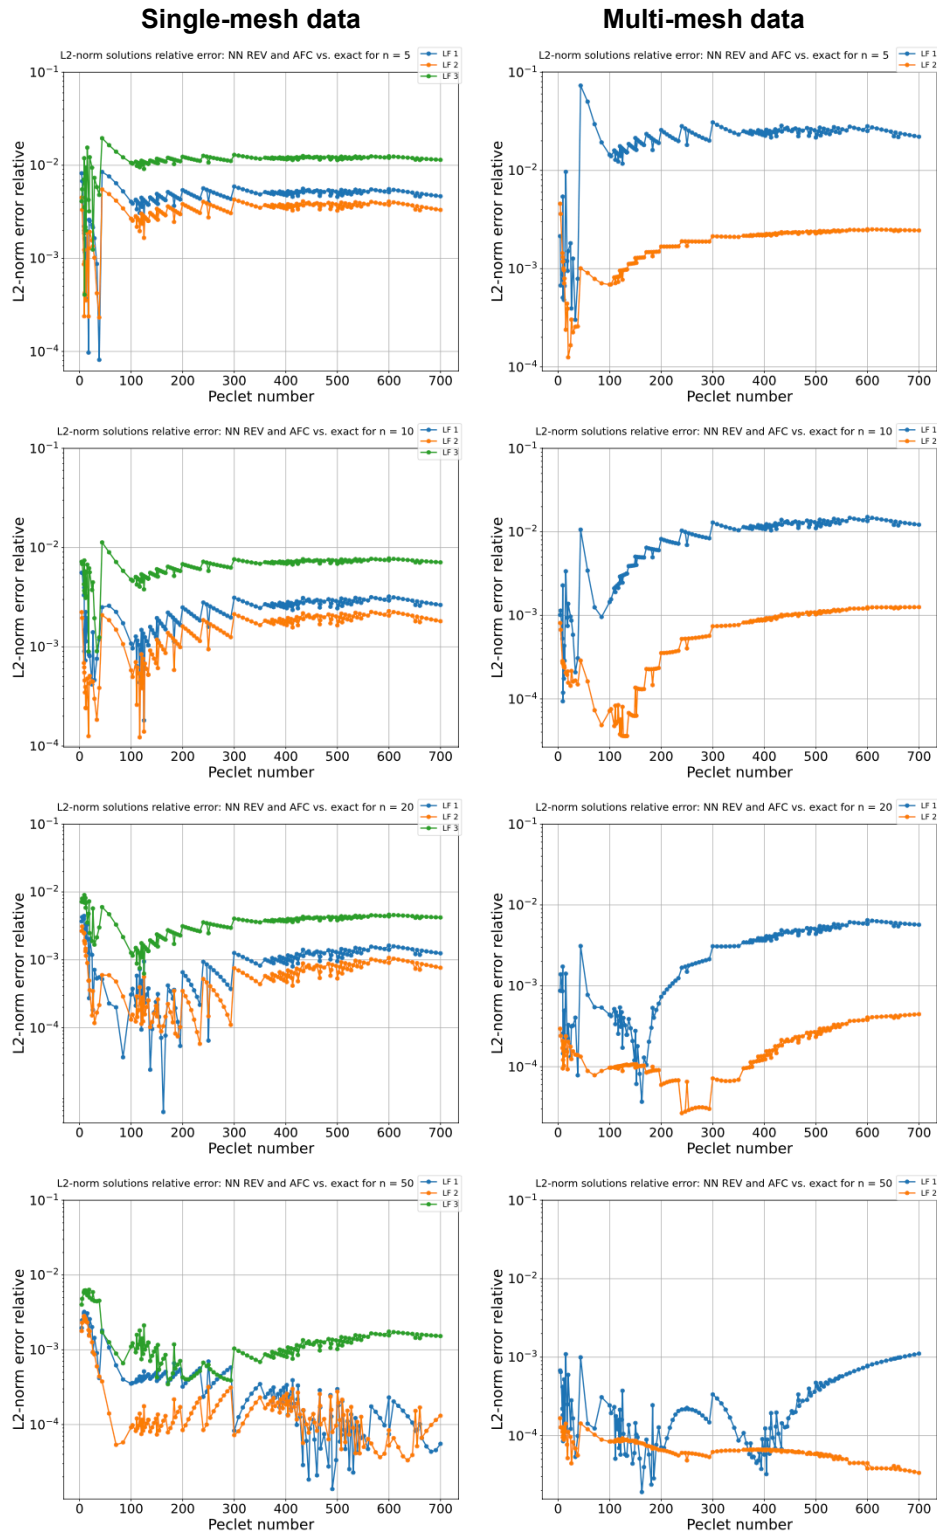 Single-mesh data
Multi-mesh data
L2-norm solutions relative error: NN REV and AFC vs. exact for n = 5
LF 1
LF 2
LF 3
10⁻¹
10⁻²
10⁻³
10⁻⁴
L2-norm error relative
0 100 200 300 400 500 600 700
Peclet number
L2-norm solutions relative error: NN REV and AFC vs. exact for n = 5
LF 1
LF 2
10⁻¹
10⁻²
10⁻³
10⁻⁴
L2-norm error relative
0 100 200 300 400 500 600 700
Peclet number
L2-norm solutions relative error: NN REV and AFC vs. exact for n = 10
LF 1
LF 2
LF 3
10⁻¹
10⁻²
10⁻³
10⁻⁴
L2-norm error relative
0 100 200 300 400 500 600 700
Peclet number
L2-norm solutions relative error: NN REV and AFC vs. exact for n = 10
LF 1
LF 2
10⁻¹
10⁻²
10⁻³
10⁻⁴
L2-norm error relative
0 100 200 300 400 500 600 700
Peclet number
L2-norm solutions relative error: NN REV and AFC vs. exact for n = 20
LF 1
LF 2
LF 3
10⁻¹
10⁻²
10⁻³
10⁻⁴
L2-norm error relative
0 100 200 300 400 500 600 700
Peclet number
L2-norm solutions relative error: NN REV and AFC vs. exact for n = 20
LF 1
LF 2
10⁻¹
10⁻²
10⁻³
10⁻⁴
L2-norm error relative
0 100 200 300 400 500 600 700
Peclet number
L2-norm solutions relative error: NN REV and AFC vs. exact for n = 50
LF 1
LF 2
LF 3
10⁻¹
10⁻²
10⁻³
10⁻⁴
L2-norm error relative
0 100 200 300 400 500 600 700
Peclet number
L2-norm solutions relative error: NN REV and AFC vs. exact for n = 50
LF 1
LF 2
10⁻¹
10⁻²
10⁻³
10⁻⁴
L2-norm error relative
0 100 200 300 400 500 600 700
Peclet number